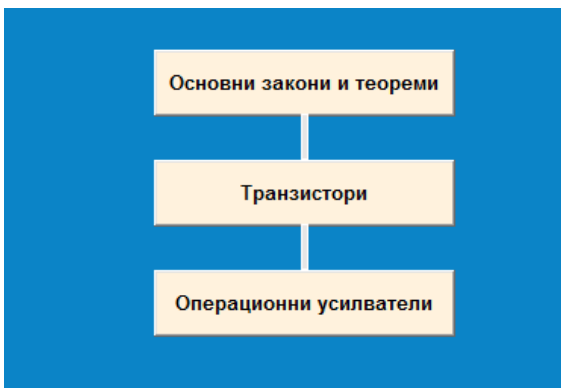 Основни закони и теореми
Транзистори
Операционни усилватели